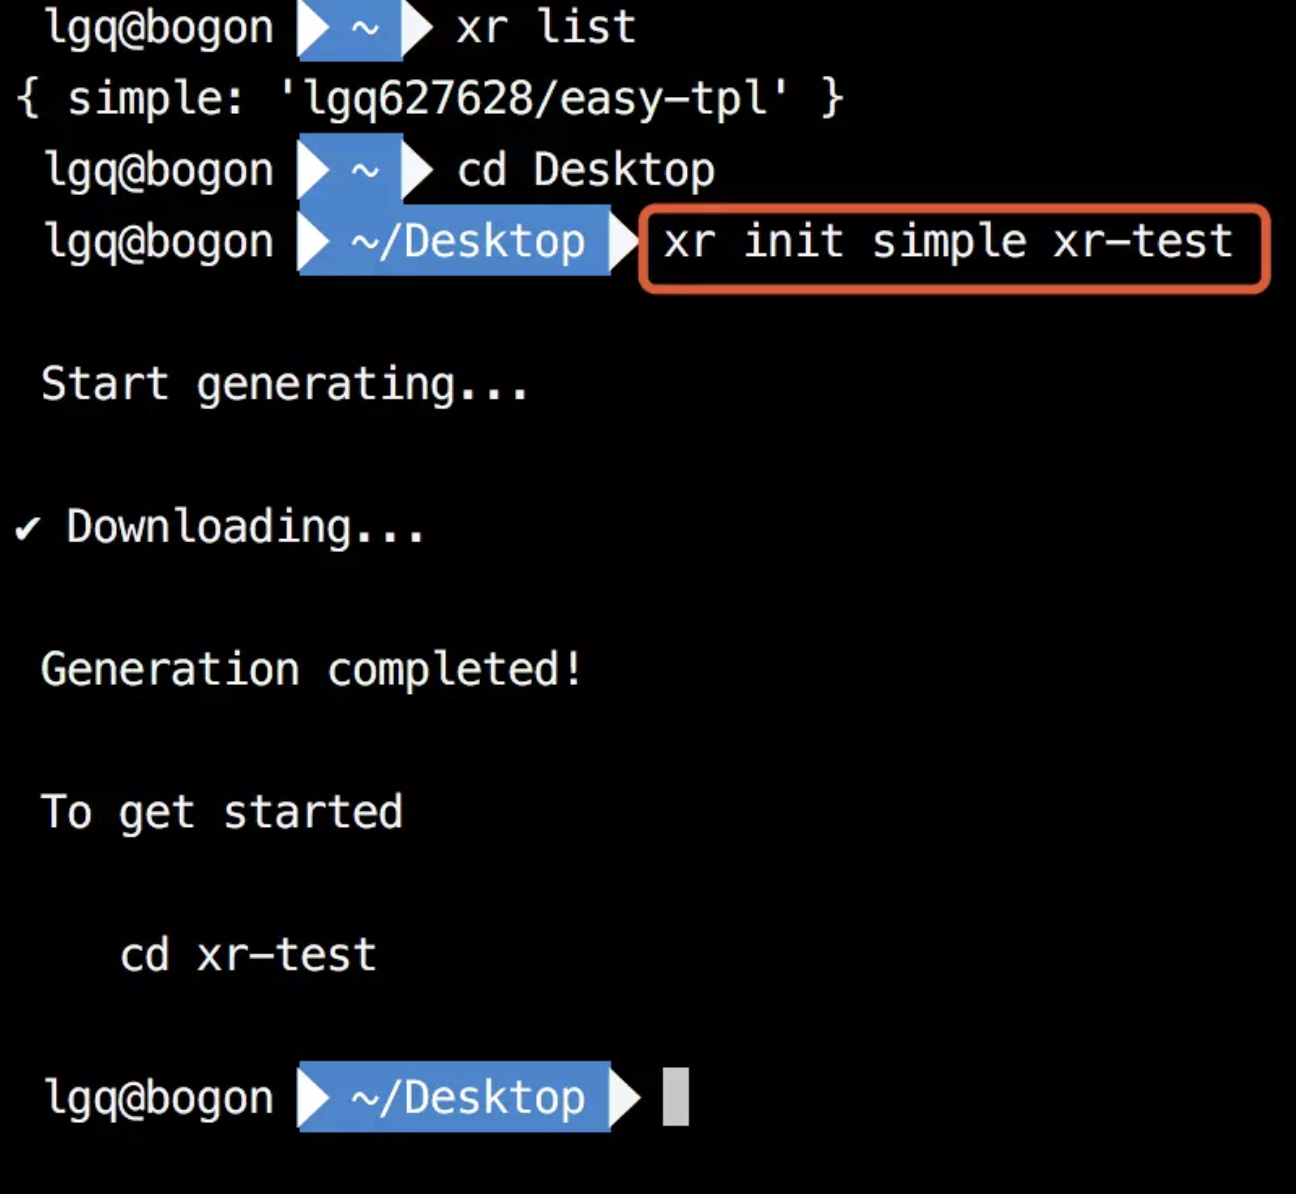 lgq@bogon ~ xr list
{ simple: 'lgq627628/easy-tpl' }
lgq@bogon ~ cd Desktop
lgq@bogon ~/Desktop xr init simple xr-test
Start generating...
✔ Downloading...
Generation completed!
To get started
cd xr-test
lgq@bogon ~/Desktop